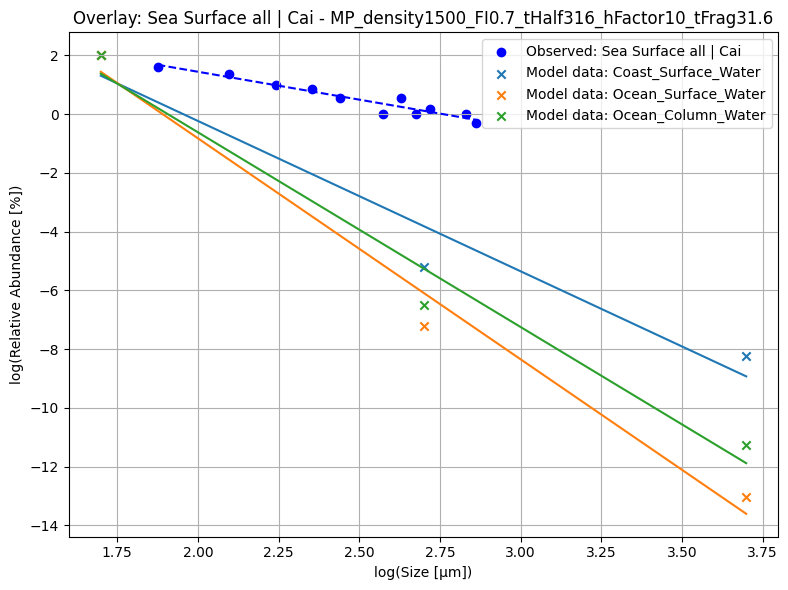 Overlay: Sea Surface all | Cai - MP_density1500_FI0.7_tHalf316_hFactor10_tFrag31.6
Observed: Sea Surface all | Cai
Model data: Coast_Surface_Water
Model data: Ocean_Surface_Water
Model data: Ocean_Column_Water
log(Relative Abundance [%])
2
0
−2
−4
−6
−8
−10
−12
−14
1.75
2.00
2.25
2.50
2.75
3.00
3.25
3.50
3.75
log(Size [μm])